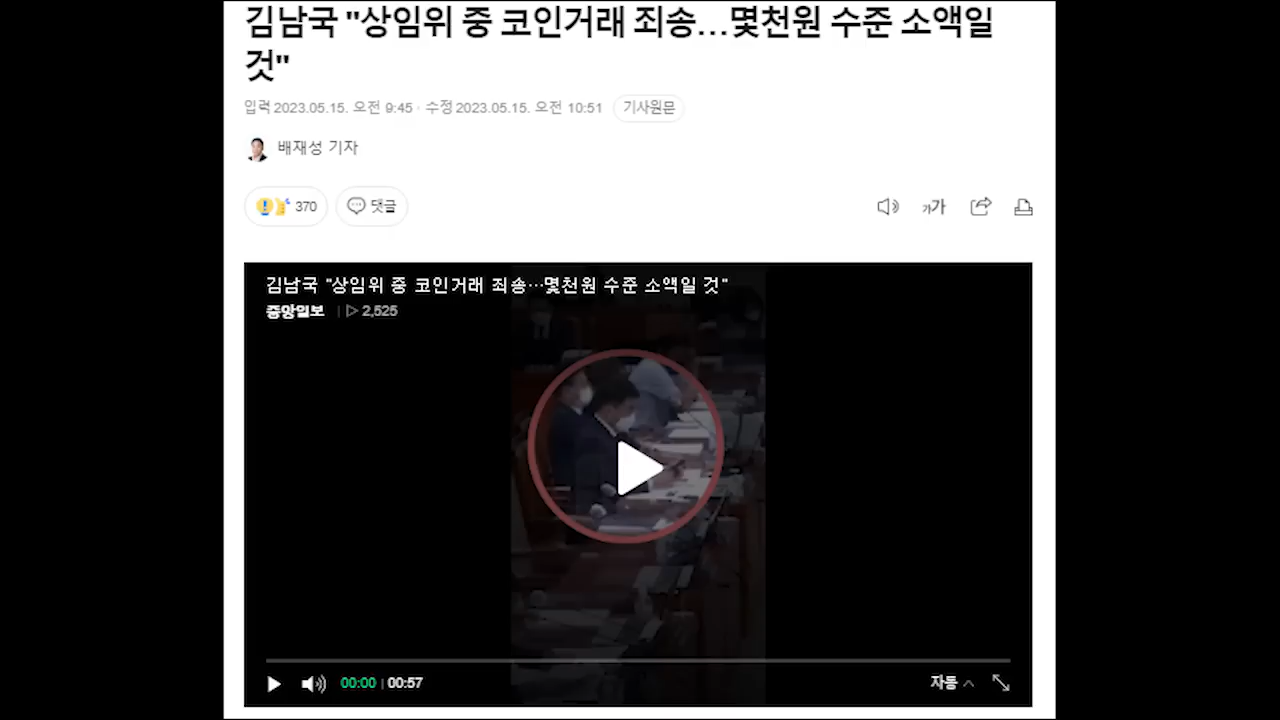 김남국 "상임위 중 코인거래 죄송…몇천원 수준 소액일
것"
입력 2023.05.15. 오전 9:45 · 수정 2023.05.15. 오전 10:51 기사원문
배재성 기자
370 댓글
가가
김남국 "상임위 중 코인거래 죄송…몇천원 수준 소액일 것"
중앙일보 2,525
00:00 | 00:57 자동